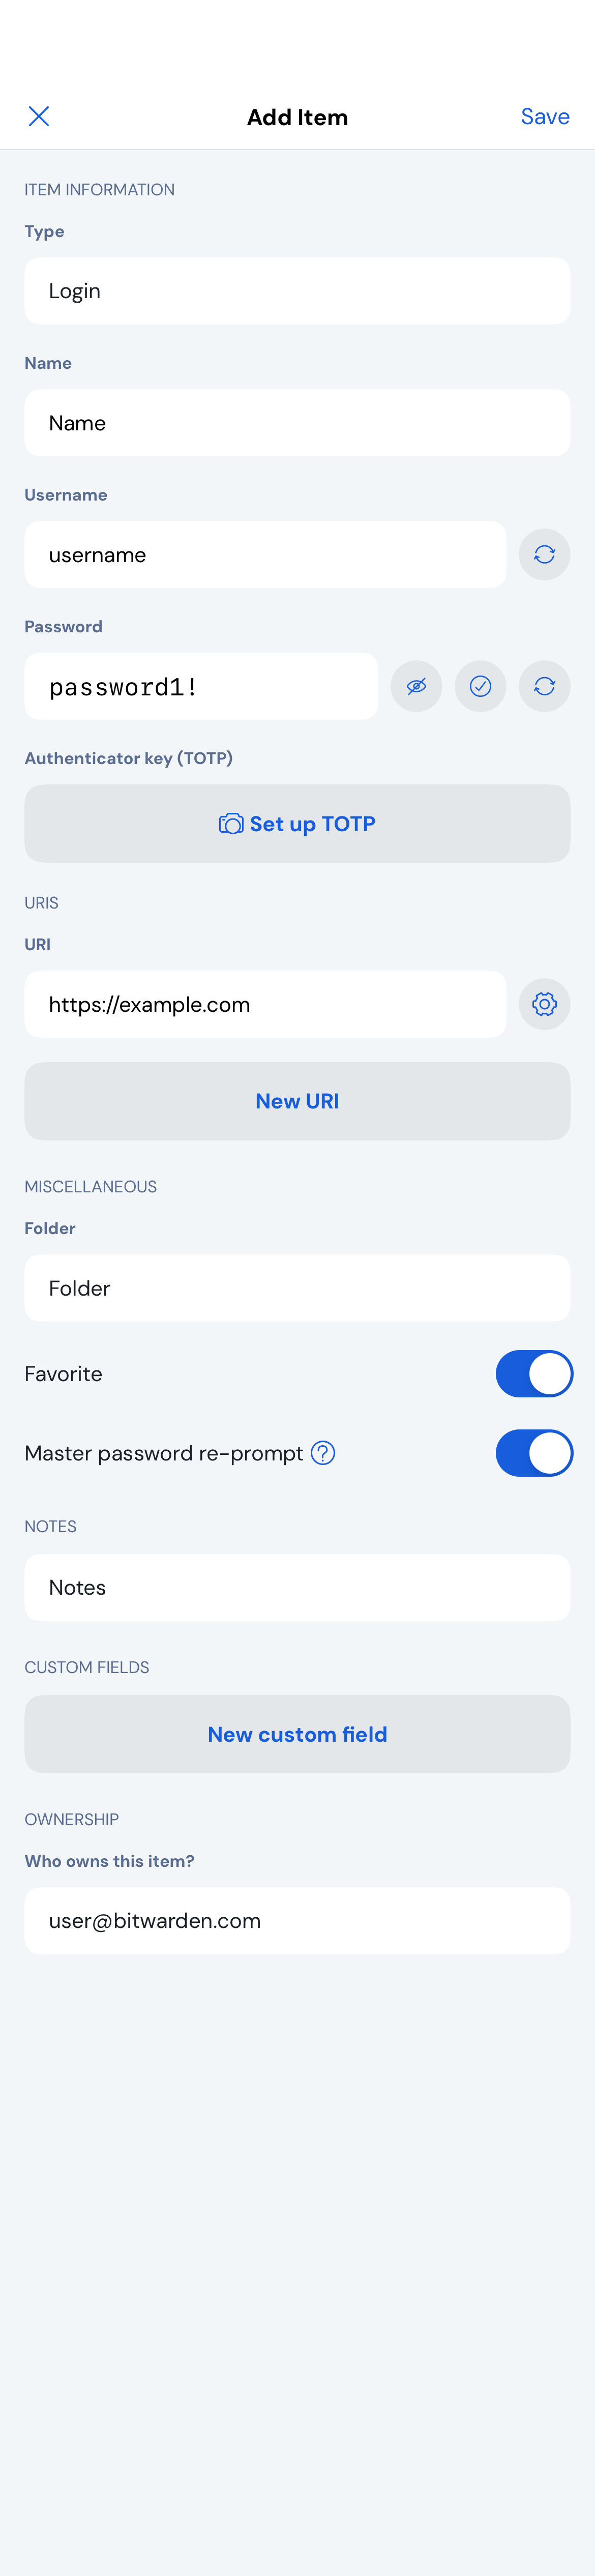 Add Item
Save
ITEM INFORMATION
Type
Login
Name
Name
Username
username
Password
password1!
Authenticator key (TOTP)
Set up TOTP
URIS
URI
https://example.com
New URI
MISCELLANEOUS
Folder
Folder
Favorite
Master password re-prompt
NOTES
Notes
CUSTOM FIELDS
New custom field
OWNERSHIP
Who owns this item?
user@bitwarden.com